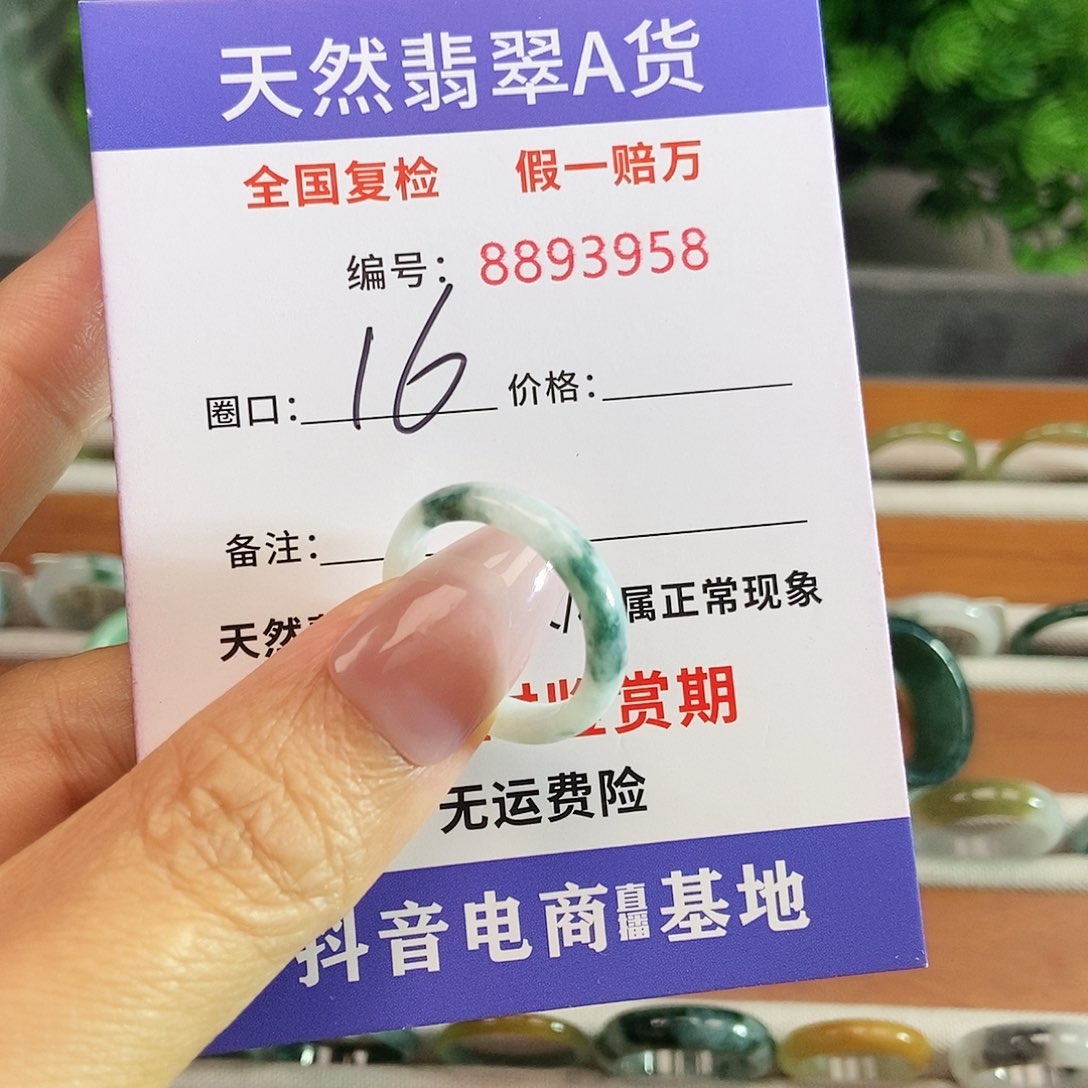 天然翡翠A货
全国复检 假一赔万
编号：8893958
圈口：16 价格：
备注：
天然 属正常现象
赏期
无运费险
抖音电商直播基地